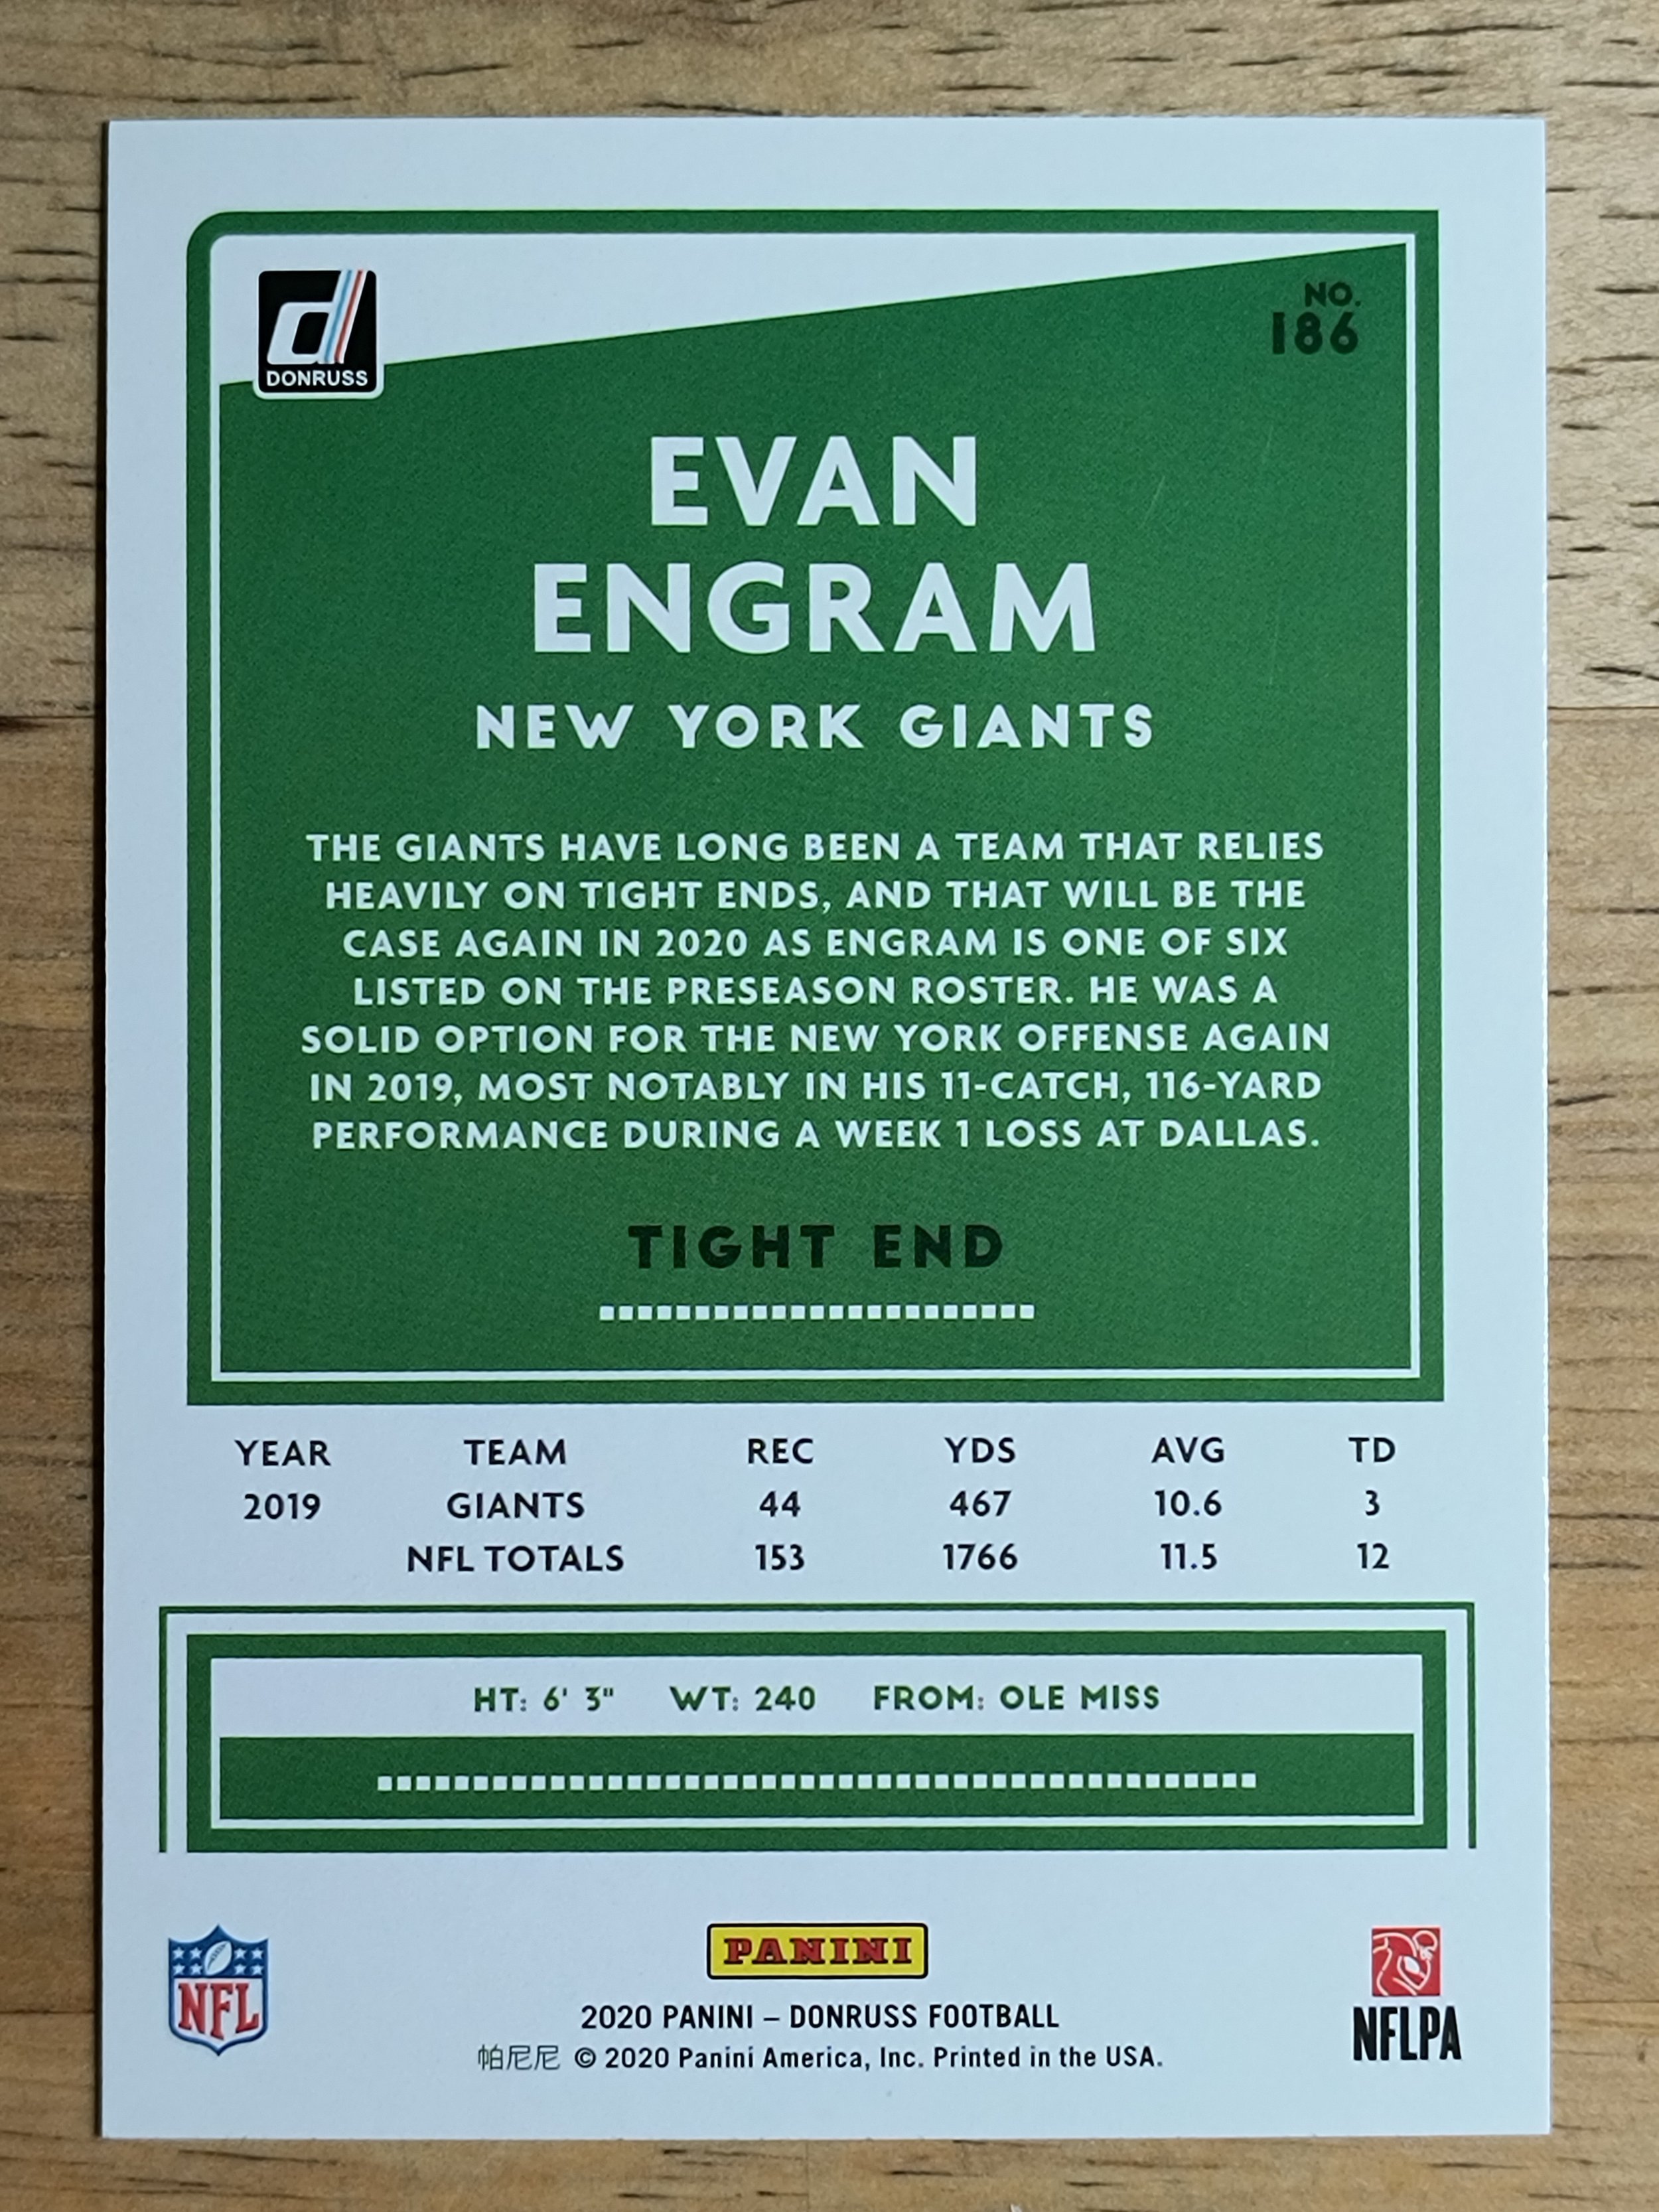 DONRUSS
NO.
186
EVAN
ENGRAM
NEW YORK GIANTS
THE GIANTS HAVE LONG BEEN A TEAM THAT RELIES
HEAVILY ON TIGHT ENDS, AND THAT WILL BE THE
CASE AGAIN IN 2020 AS ENGRAM IS ONE OF SIX
LISTED ON THE PRESEASON ROSTER. HE WAS A
SOLID OPTION FOR THE NEW YORK OFFENSE AGAIN
IN 2019, MOST NOTABLY IN HIS 11-CATCH, 116-YARD
PERFORMANCE DURING A WEEK 1 LOSS AT DALLAS.
TIGHT END
YEAR TEAM REC YDS AVG TD
2019 GIANTS 44 467 10.6 3
NFL TOTALS 153 1766 11.5 12
HT: 6' 3" WT: 240 FROM: OLE MISS
NFL
PANINI
2020 PANINI – DONRUSS FOOTBALL
帕尼尼 © 2020 Panini America, Inc. Printed in the USA.
NFLPA